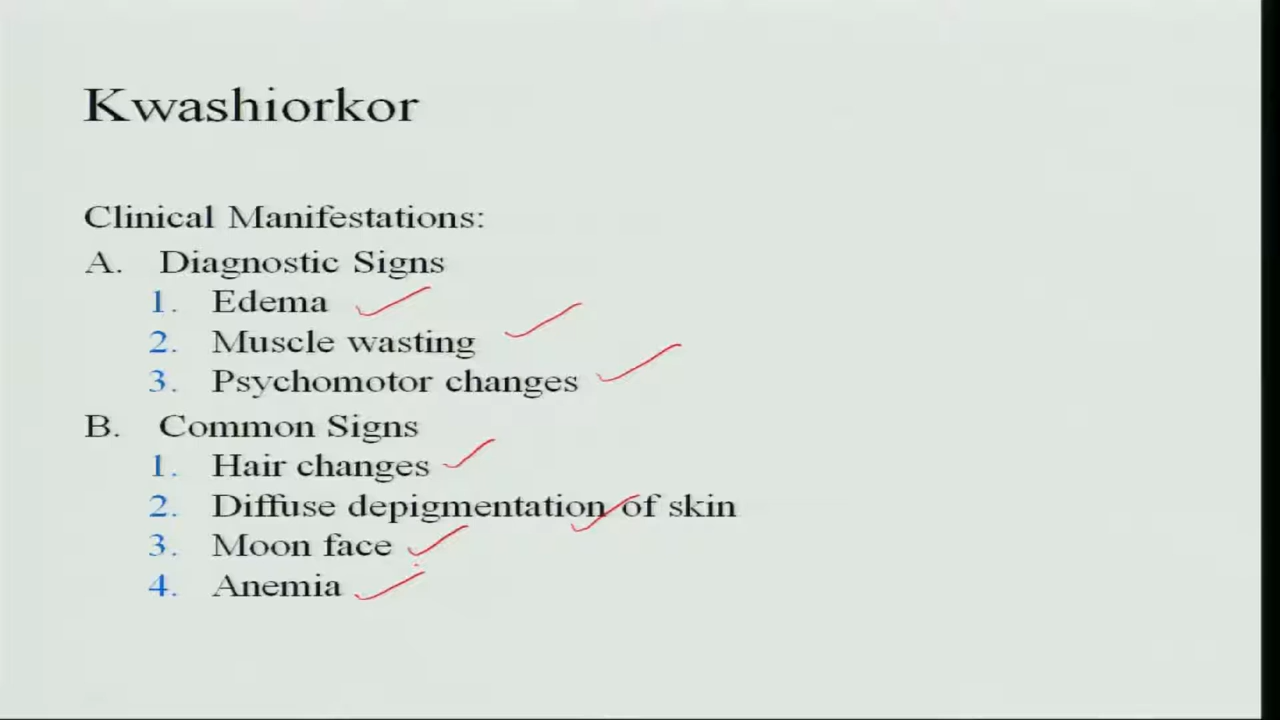 Kwashiorkor
Clinical Manifestations:
A. Diagnostic Signs
1. Edema
2. Muscle wasting
3. Psychomotor changes
B. Common Signs
1. Hair changes
2. Diffuse depigmentation of skin
3. Moon face
4. Anemia